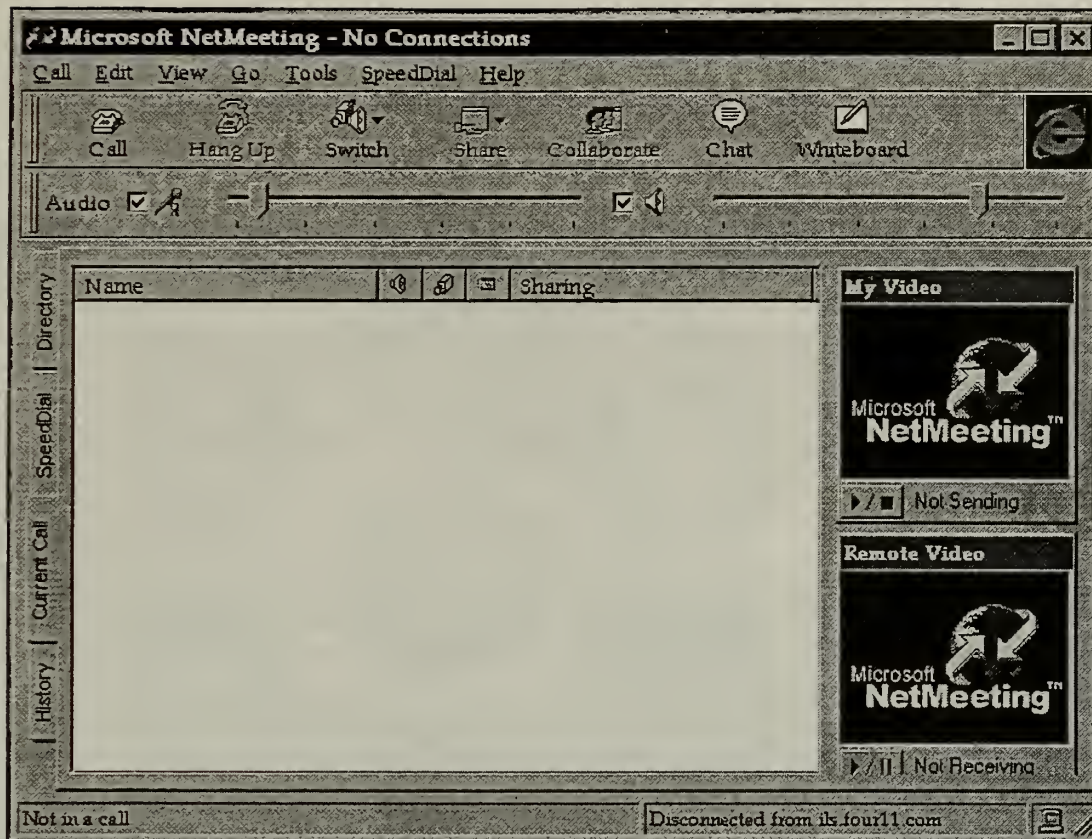 Microsoft NetMeeting - No Connections
Call Edit View Go Tools SpeedDial Help
Call Hang Up Switch Share Collaborate Chat Whiteboard
Audio
Directory
SpeedDial
Current Call
History
Name Sharing
My Video
Microsoft
NetMeeting™
Not Sending
Remote Video
Microsoft
NetMeeting™
Not Receiving
Not in a call Disconnected from ils.four11.com